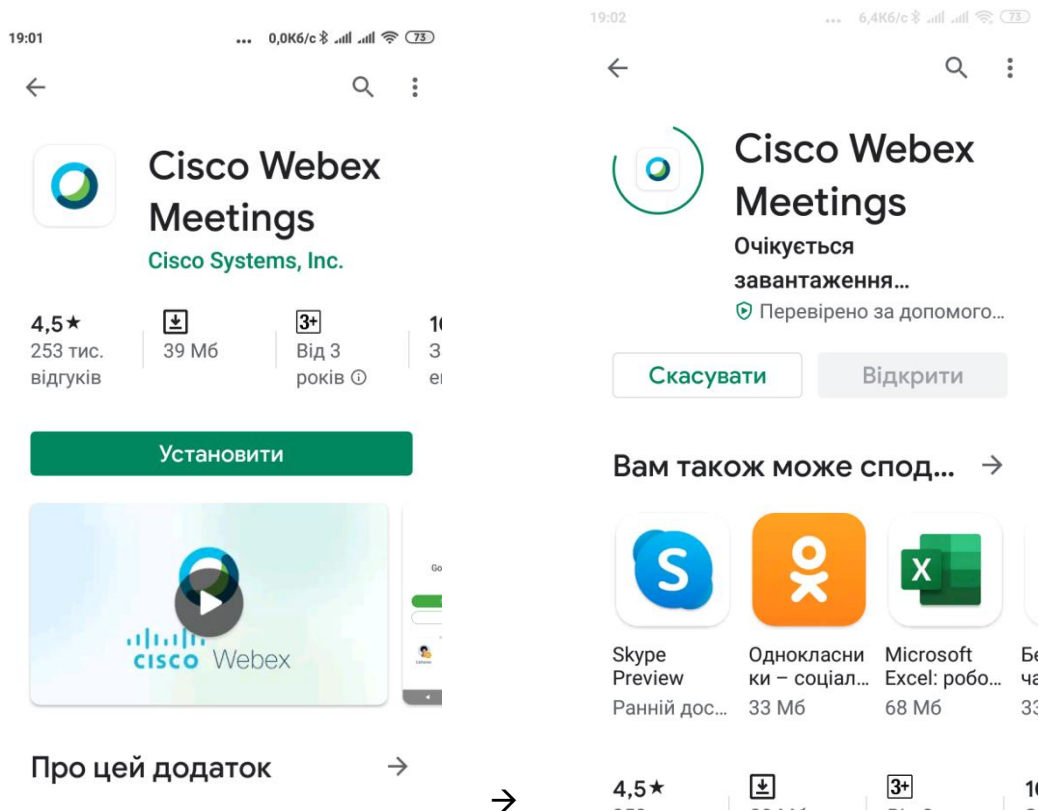 19:01
... 0,0Кб/с 73
Cisco Webex
Meetings
Cisco Systems, Inc.
4,5★
39 Мб
3+
253 тис.
відгуків
Від 3
років
Установити
CISCO Webex
Про цей додаток →
→
19:02
... 6,4Кб/с 73
Cisco Webex
Meetings
Очікується
завантаження...
Перевірено за допомого...
Скасувати
Відкрити
Вам також може спод... →
Skype
Preview
Ранній дос...
Однокласни
ки – соціал...
33 Мб
Microsoft
Excel: робо...
68 Мб
4,5★
3+